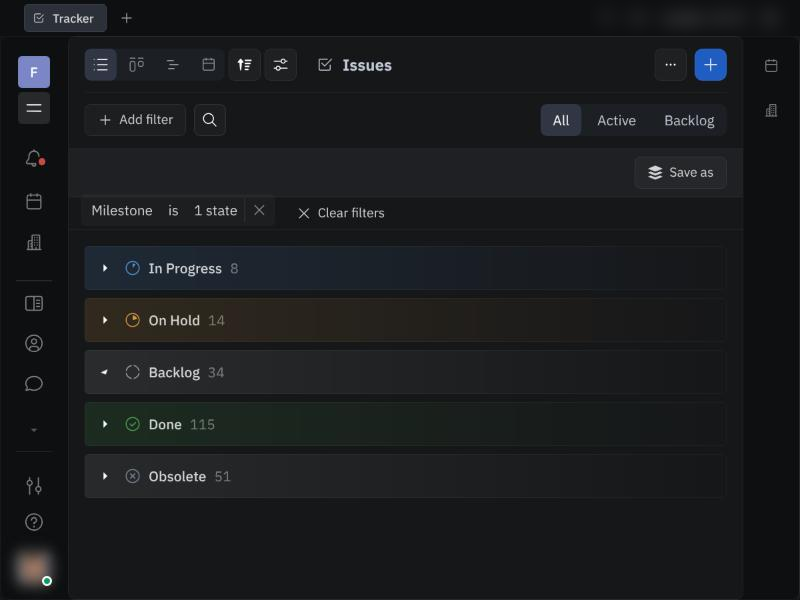 Tracker
F
Issues
Add filter
All Active Backlog
Save as
Milestone is 1 state
Clear filters
In Progress 8
On Hold 14
Backlog 34
Done 115
Obsolete 51